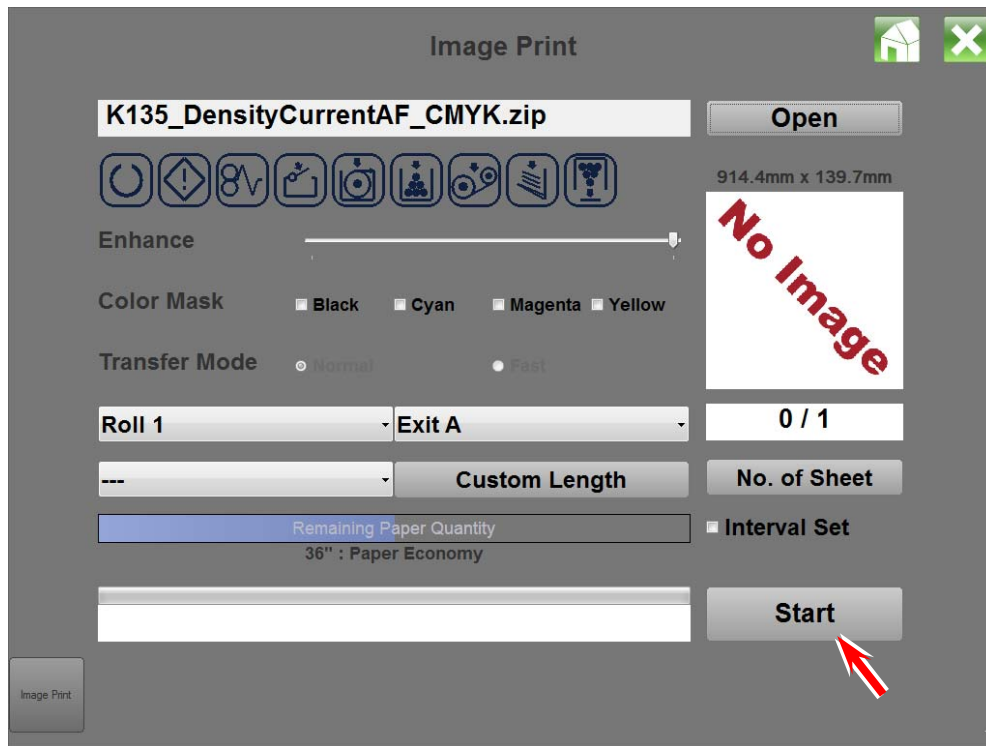 Image Print
K135_DensityCurrentAF_CMYK.zip
Open
914.4mm x 139.7mm
No Image
Enhance
Color Mask
Black
Cyan
Magenta
Yellow
Transfer Mode
Normal
Fast
Roll 1
Exit A
0 / 1
---
Custom Length
No. of Sheet
Remaining Paper Quantity
Interval Set
36" : Paper Economy
Start
Image Print